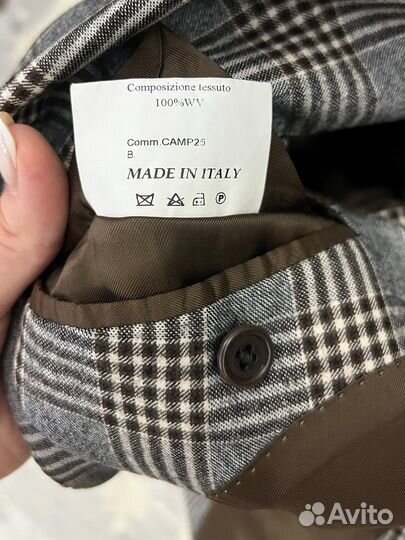 Composizione tessuto
100%WV
Comm.CAMP25
B.
MADE IN ITALY
P
Avito